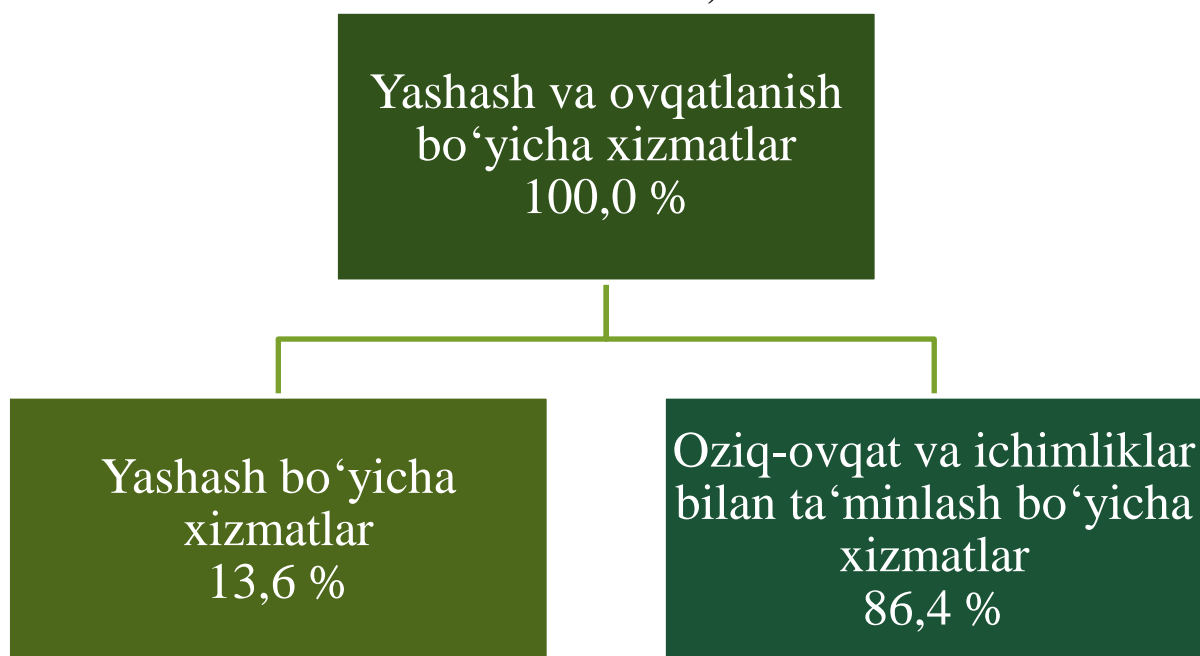 Yashash va ovqatlanish
bo‘yicha xizmatlar
100,0 %
Yashash bo‘yicha
xizmatlar
13,6 %
Oziq-ovqat va ichimliklar
bilan ta‘minlash bo‘yicha
xizmatlar
86,4 %